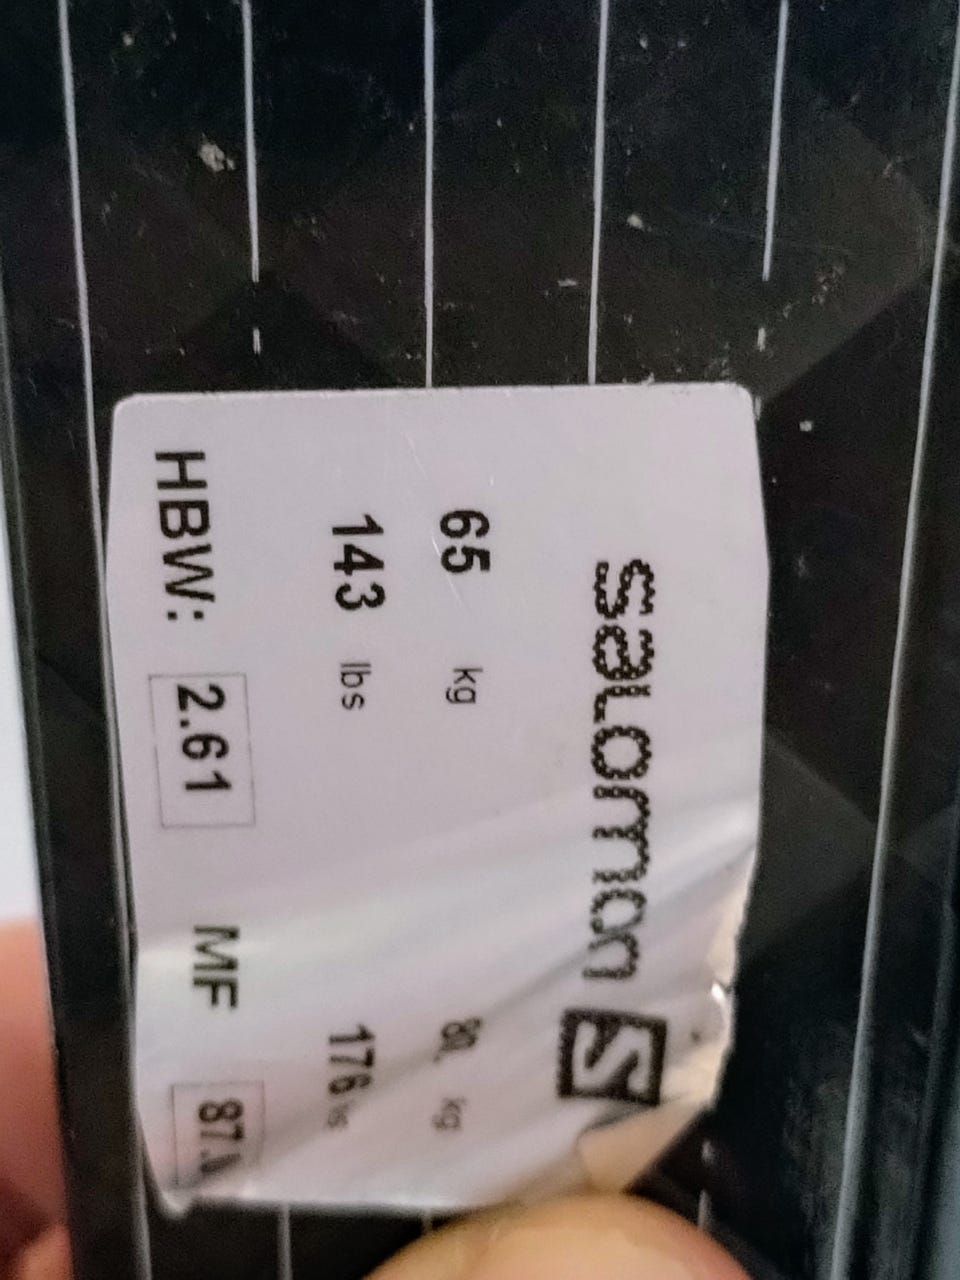 salomon S
65 kg 80 kg
143 lbs 176 lbs
HBW: 2.61 MF